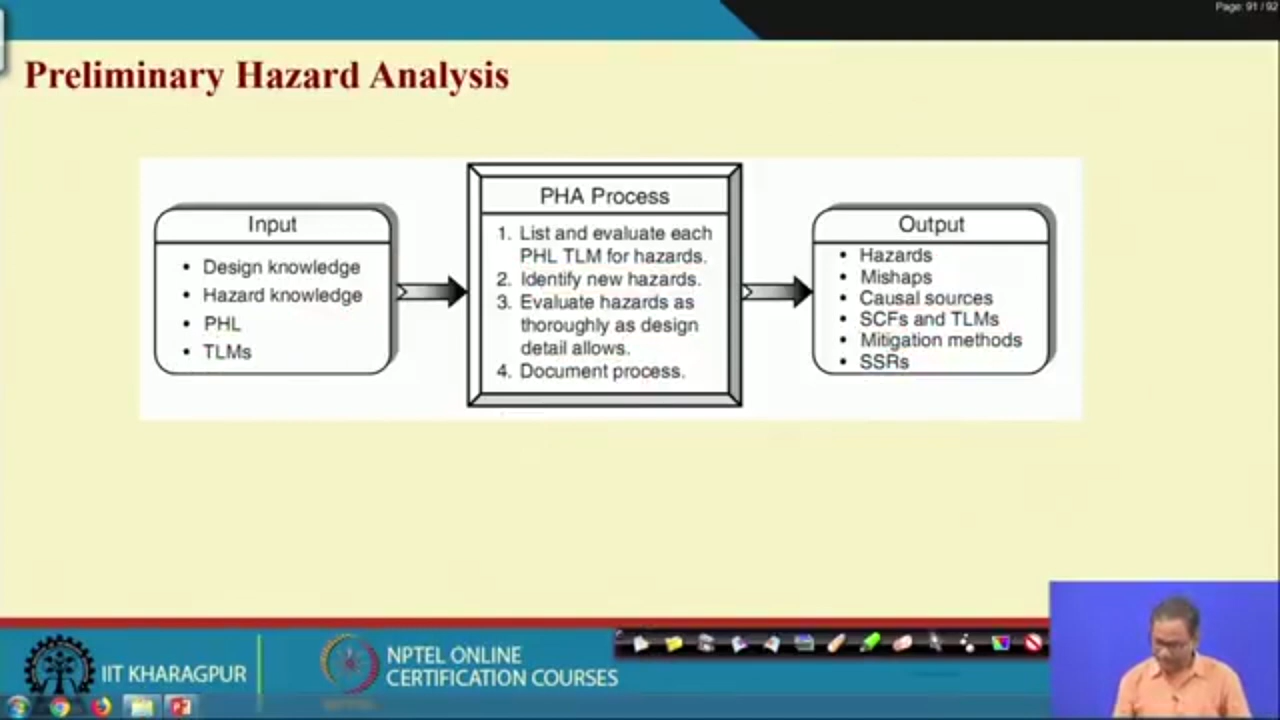 Page: 91 / 92
Preliminary Hazard Analysis
Input
• Design knowledge
• Hazard knowledge
• PHL
• TLMs
PHA Process
1. List and evaluate each
PHL TLM for hazards.
2. Identify new hazards.
3. Evaluate hazards as
thoroughly as design
detail allows.
4. Document process.
Output
• Hazards
• Mishaps
• Causal sources
• SCFs and TLMs
• Mitigation methods
• SSRs
IIT KHARAGPUR
NPTEL ONLINE
CERTIFICATION COURSES